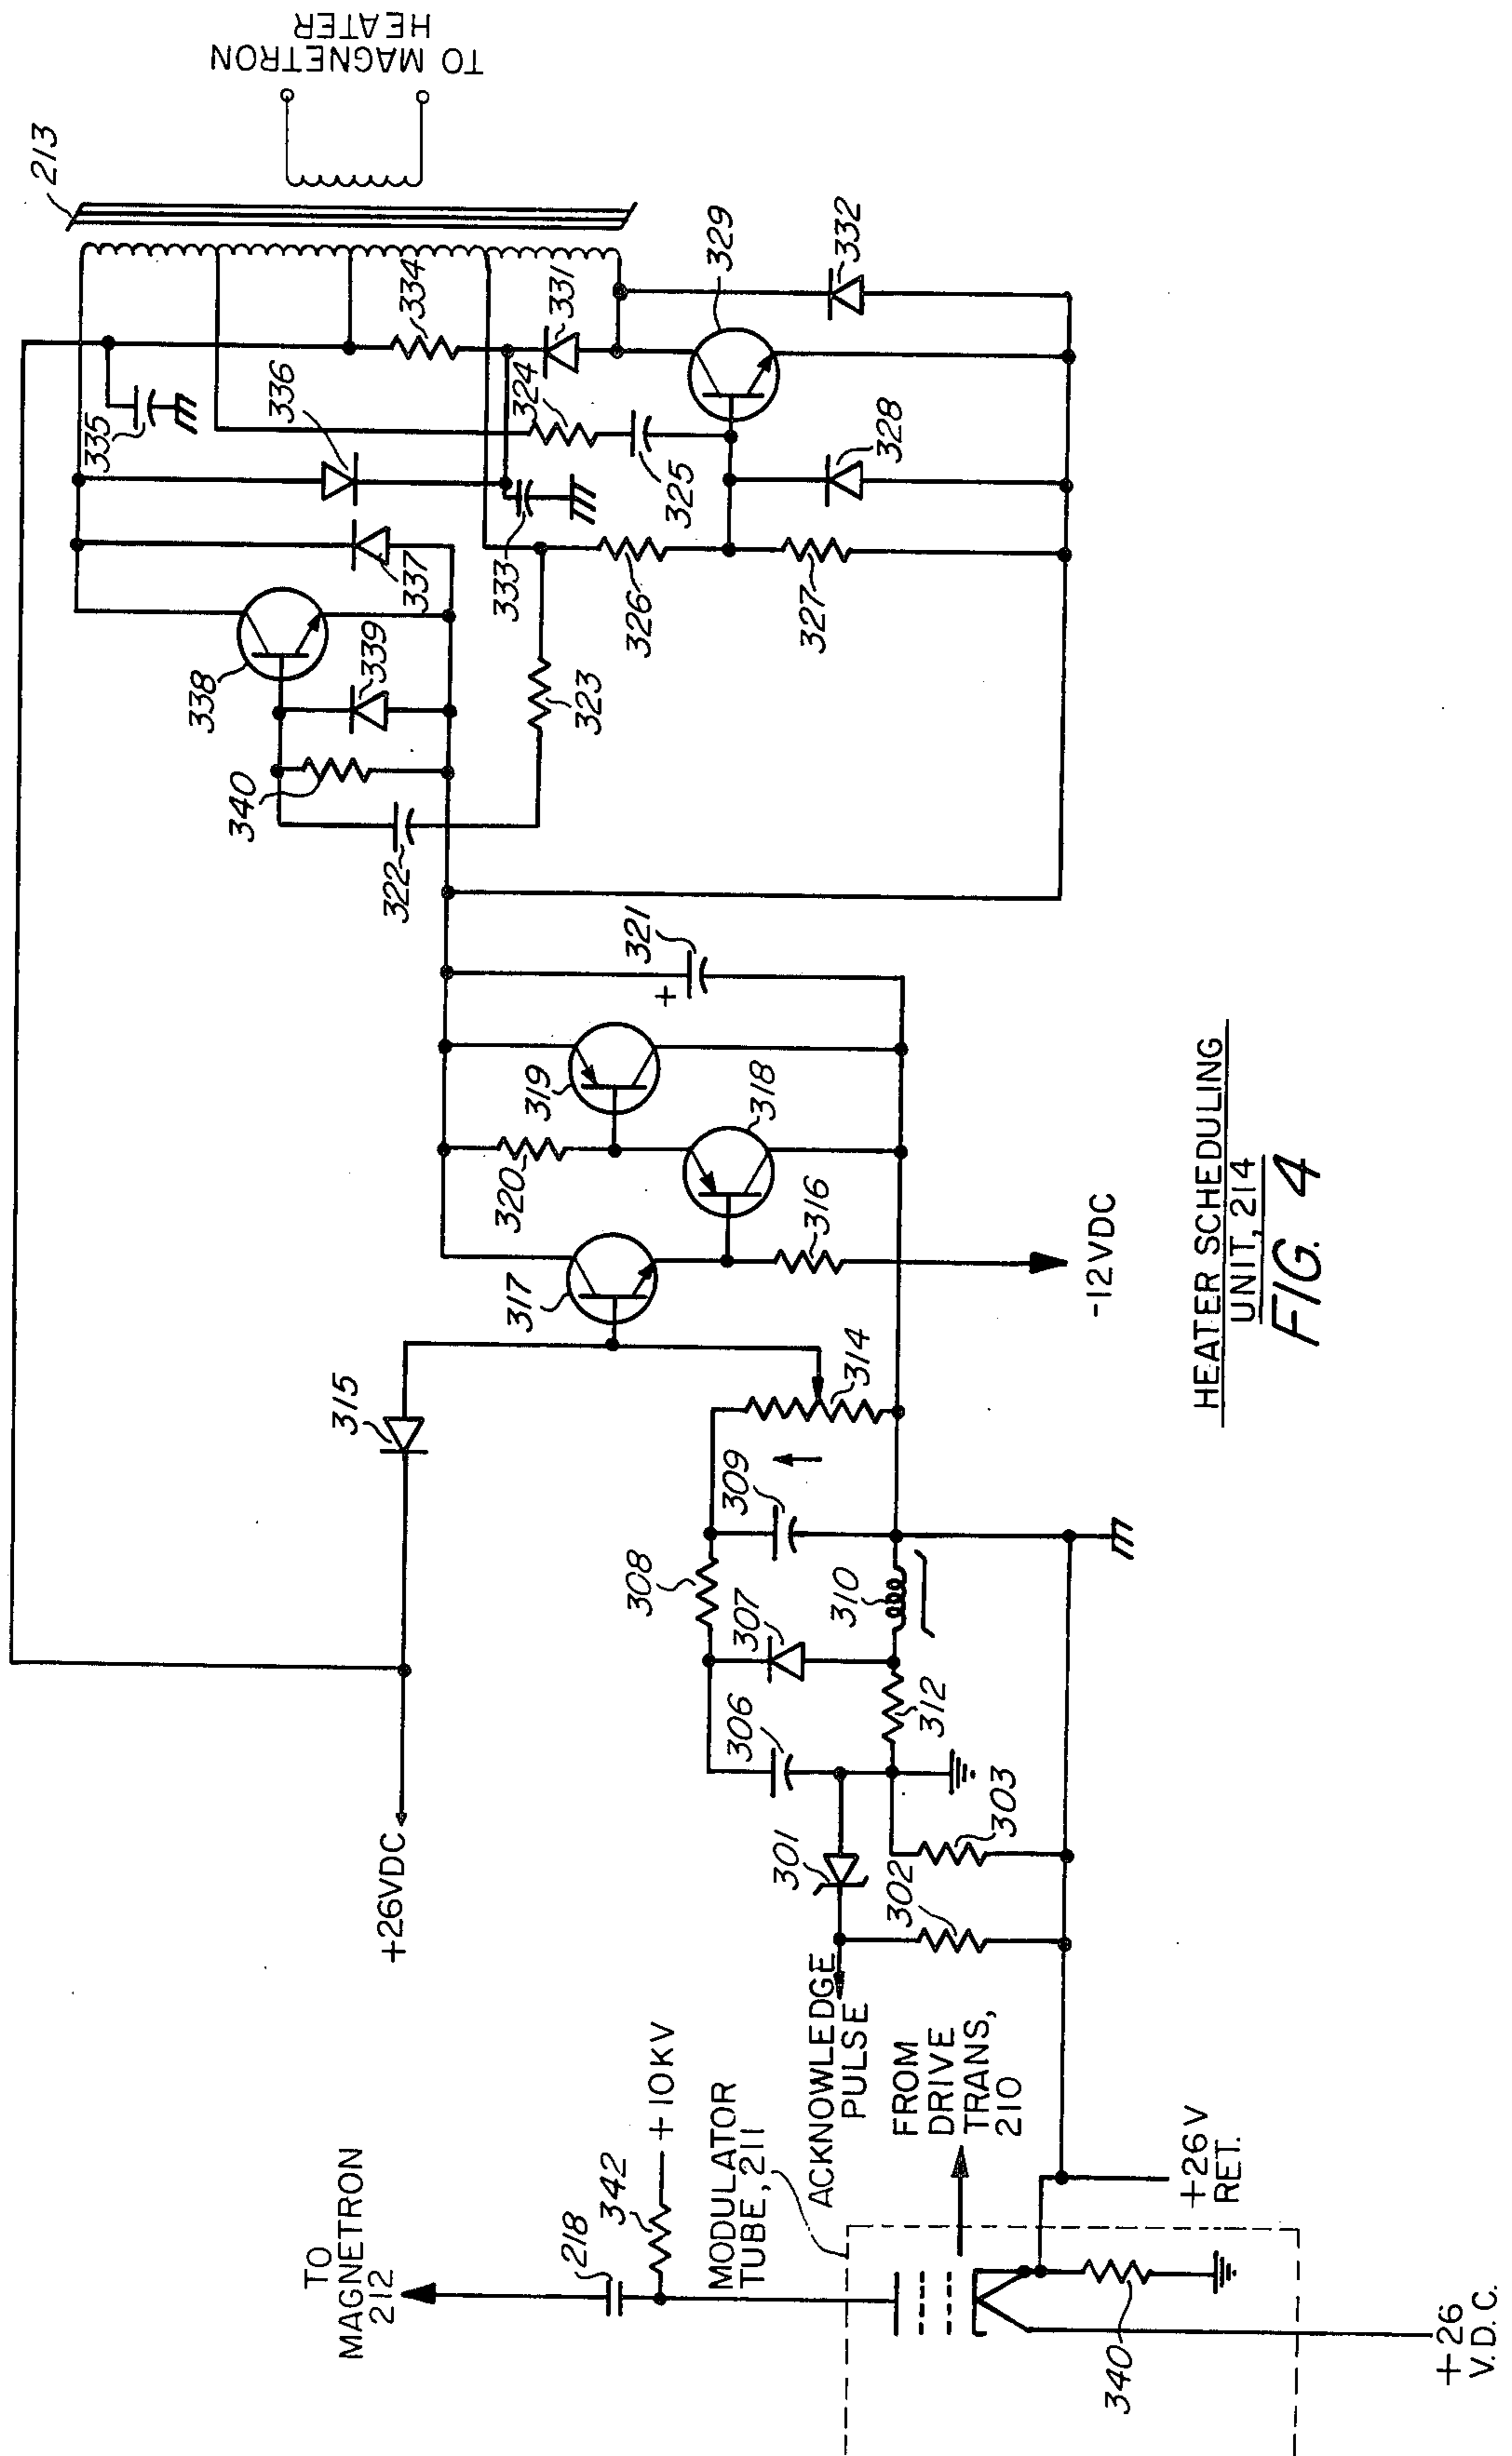 TO
MAGNETRON
212
218
342
+10KV
MODULATOR
TUBE, 211
ACKNOWLEDGE
PULSE
FROM
DRIVE
TRANS,
210
+26V
RET.
340
+26
V.D.C.
+26VDC
301
302
303
306
307
308
309
310
312
314
315
316
317
318
319
320
321
-12VDC
322
323
324
325
326
327
328
329
331
332
333
334
335
336
337
338
339
340
213
TO MAGNETRON
HEATER
HEATER SCHEDULING
UNIT, 214
FIG. 4